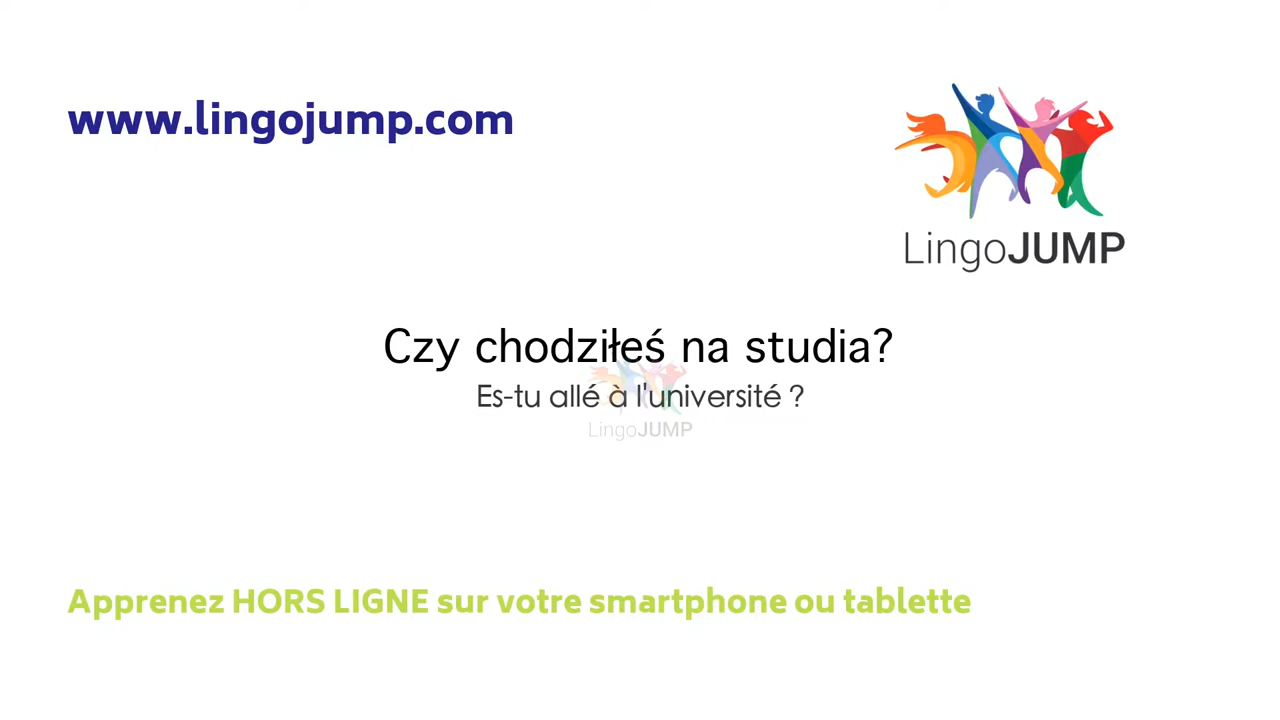 www.lingojump.com
LingoJUMP
Czy chodziłeś na studia?
Es-tu allé à l'université ?
LingoJUMP
Apprenez HORS LIGNE sur votre smartphone ou tablette